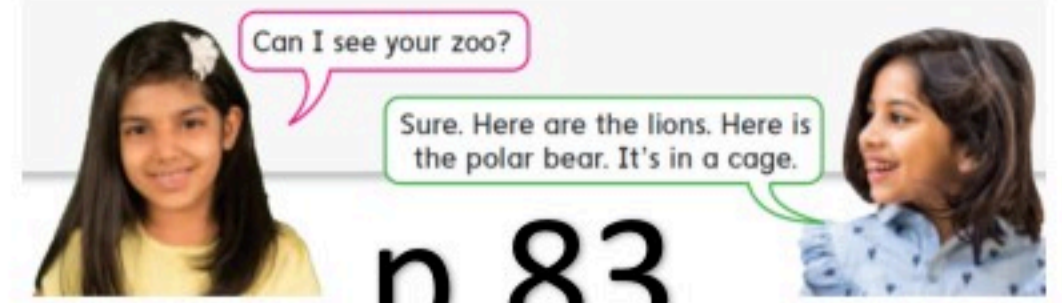 Can I see your zoo?
Sure. Here are the lions. Here is
the polar bear. It's in a cage.
p 83